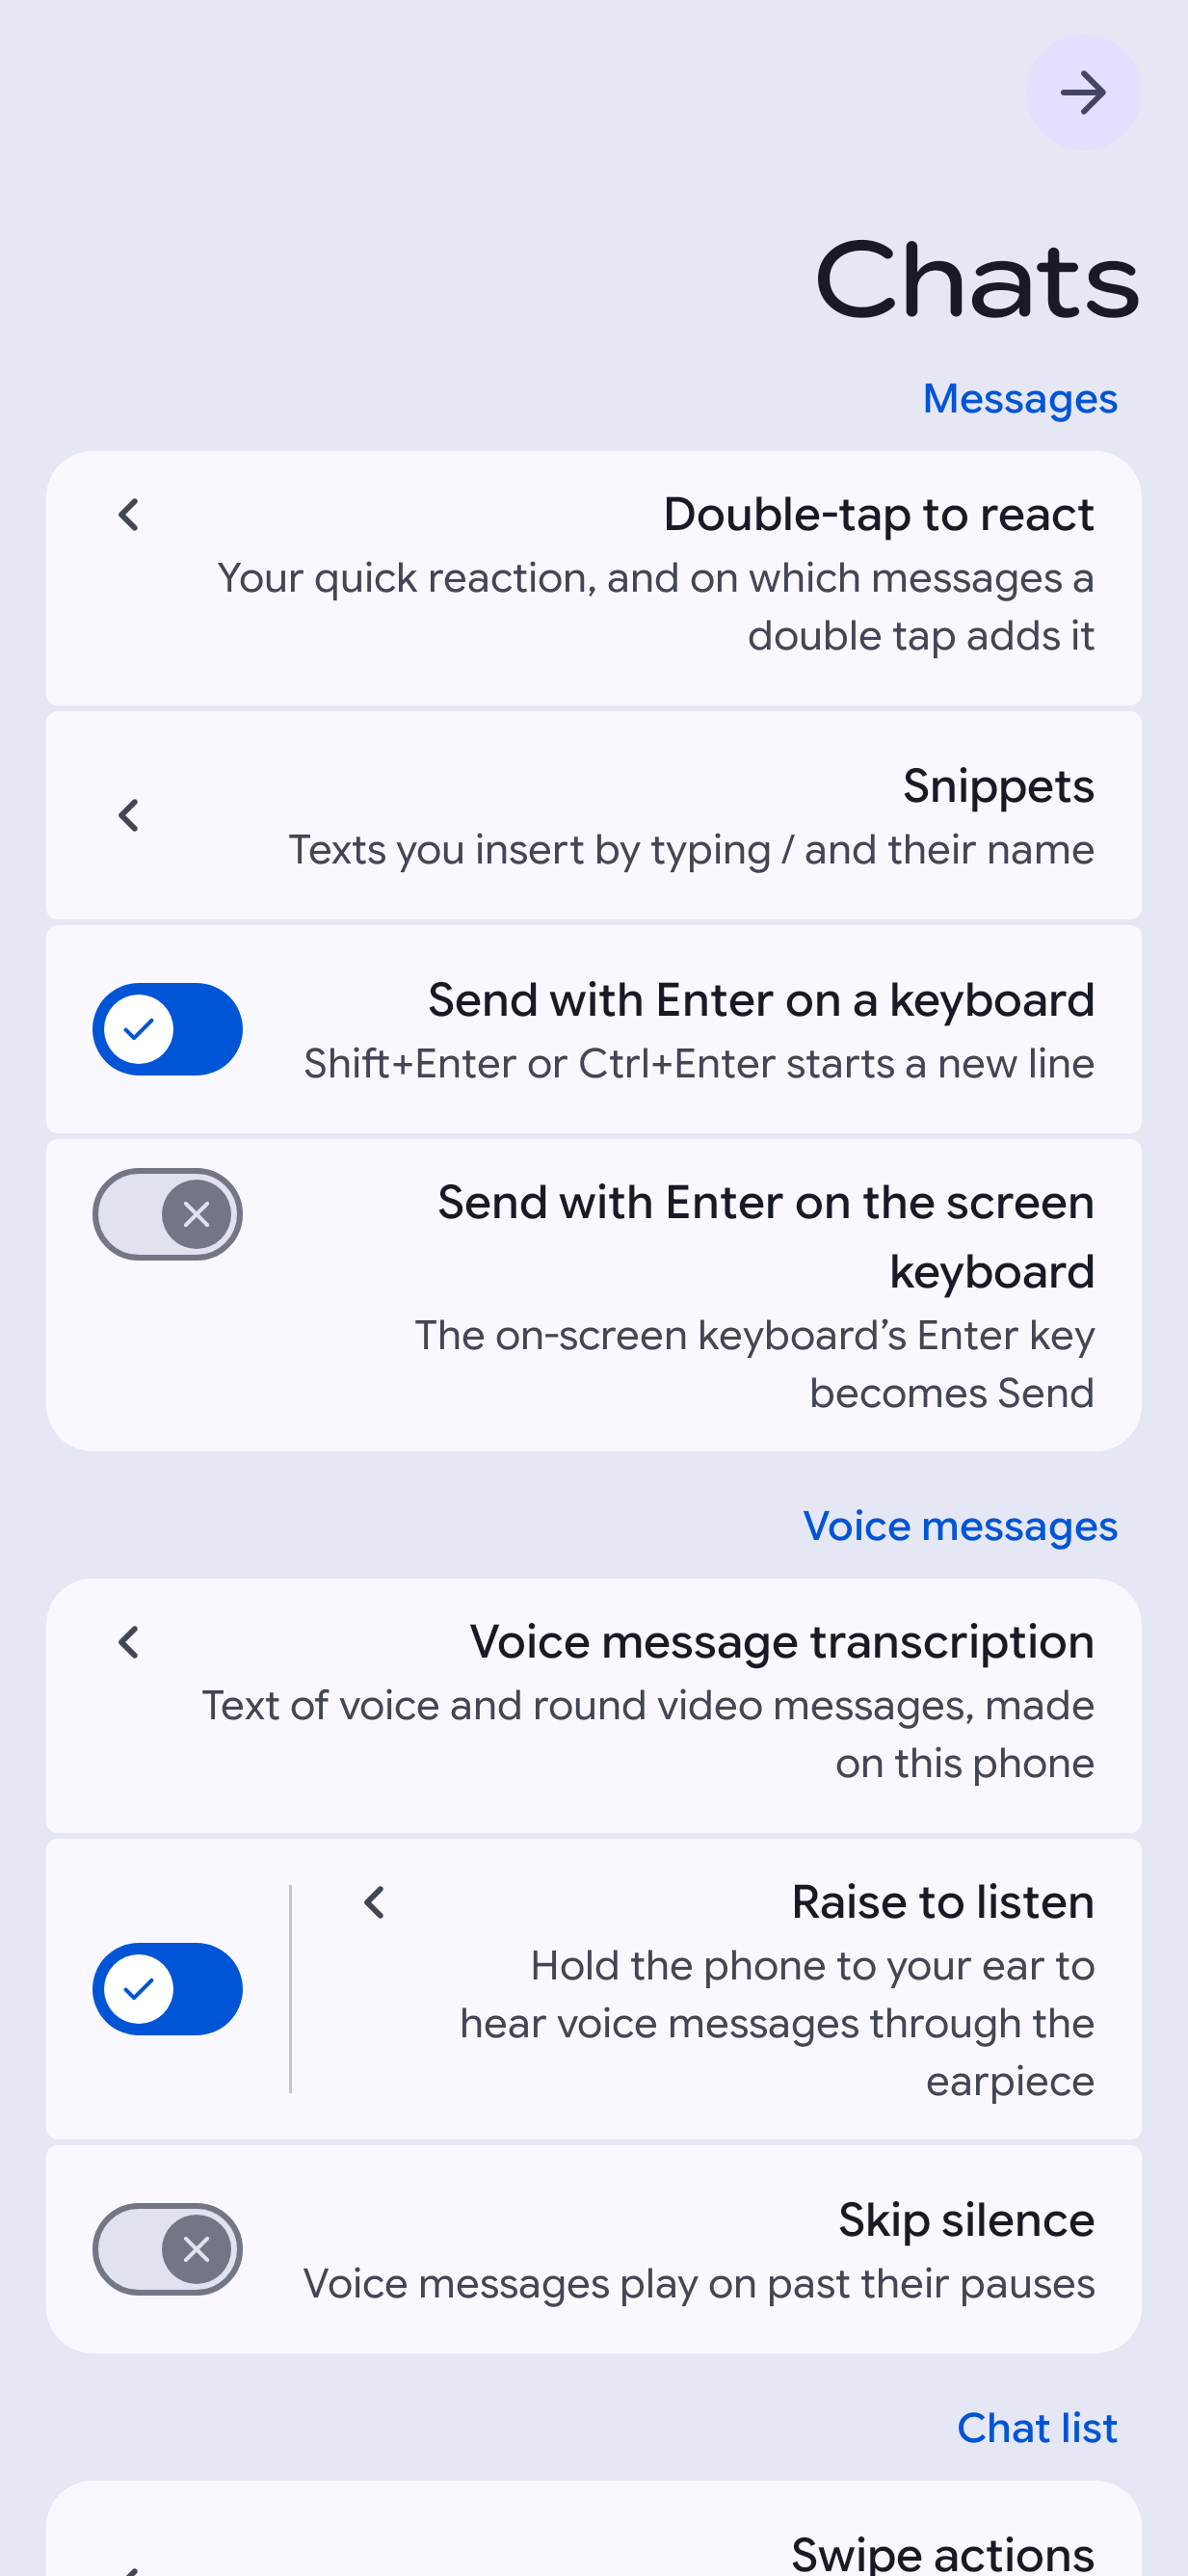 Chats
Messages
Double-tap to react
Your quick reaction, and on which messages a
double tap adds it
Snippets
Texts you insert by typing / and their name
Send with Enter on a keyboard
Shift+Enter or Ctrl+Enter starts a new line
Send with Enter on the screen
keyboard
The on-screen keyboard’s Enter key
becomes Send
Voice messages
Voice message transcription
Text of voice and round video messages, made
on this phone
Raise to listen
Hold the phone to your ear to
hear voice messages through the
earpiece
Skip silence
Voice messages play on past their pauses
Chat list
Swipe actions